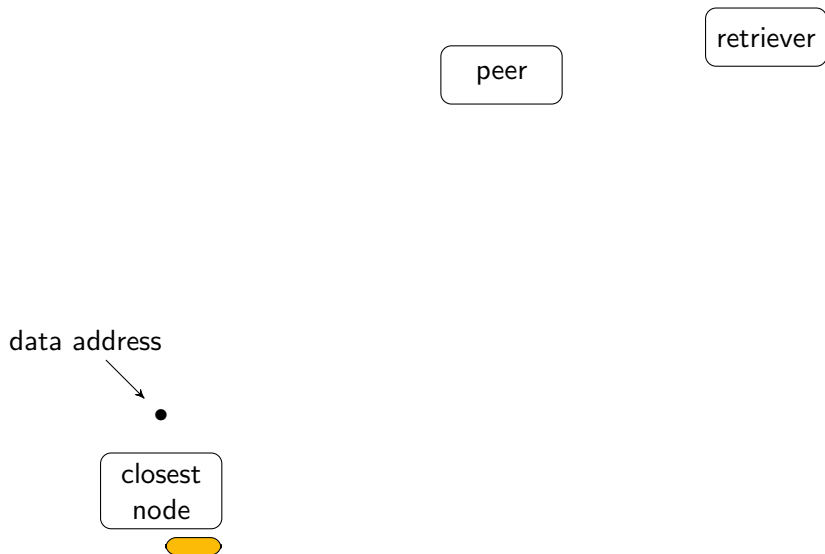 retriever
peer
data address
closest
node